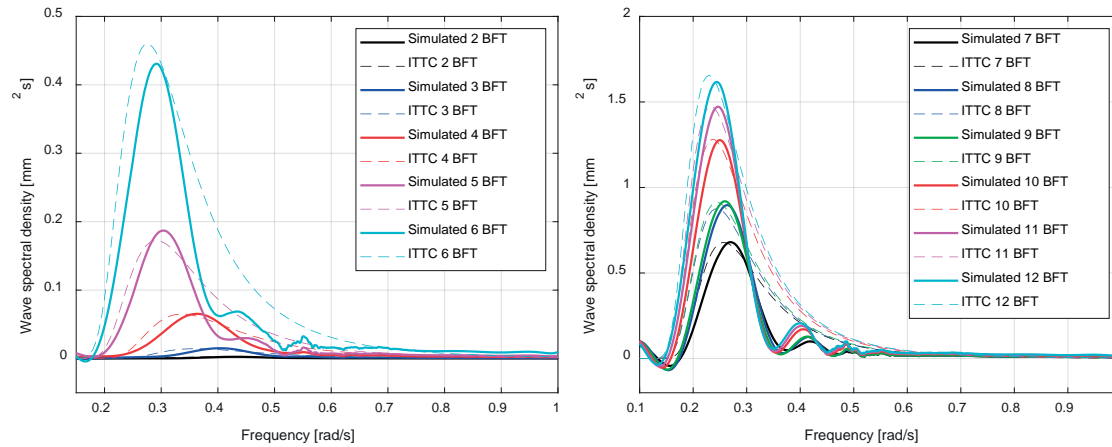 0.5
0.4
0.3
0.2
0.1
0
0.2 0.3 0.4 0.5 0.6 0.7 0.8 0.9 1
Frequency [rad/s]
Wave spectral density [mm
2
s]
Simulated 2 BFT
ITTC 2 BFT
Simulated 3 BFT
ITTC 3 BFT
Simulated 4 BFT
ITTC 4 BFT
Simulated 5 BFT
ITTC 5 BFT
Simulated 6 BFT
ITTC 6 BFT
2
1.5
1
0.5
0
0.1 0.2 0.3 0.4 0.5 0.6 0.7 0.8 0.9
Frequency [rad/s]
Wave spectral density [mm
2
s]
Simulated 7 BFT
ITTC 7 BFT
Simulated 8 BFT
ITTC 8 BFT
Simulated 9 BFT
ITTC 9 BFT
Simulated 10 BFT
ITTC 10 BFT
Simulated 11 BFT
ITTC 11 BFT
Simulated 12 BFT
ITTC 12 BFT